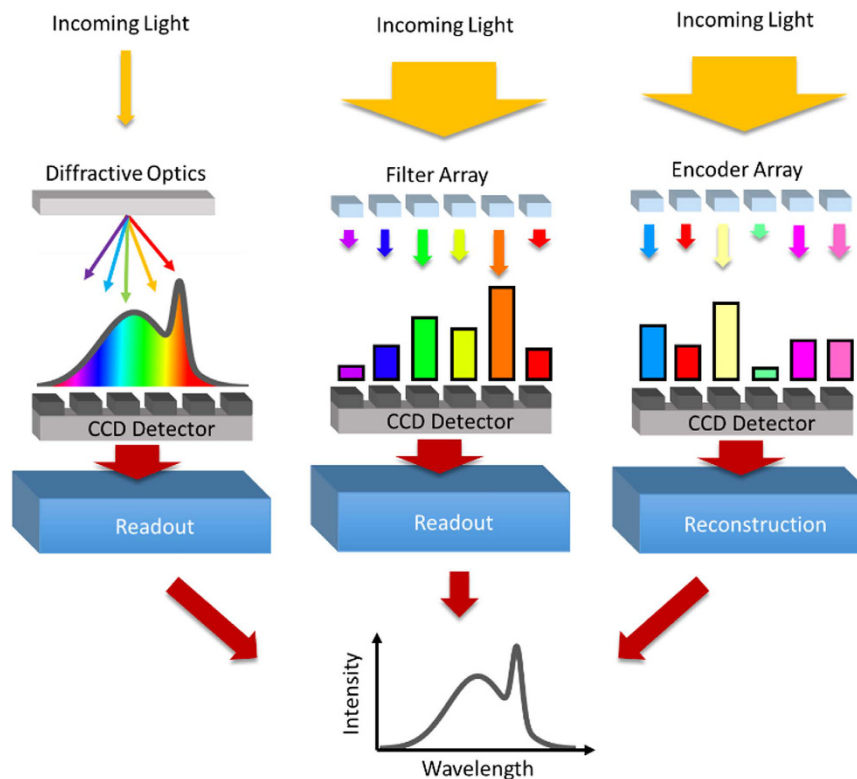 Incoming Light
Incoming Light
Incoming Light
Diffractive Optics
Filter Array
Encoder Array
CCD Detector
CCD Detector
CCD Detector
Readout
Readout
Reconstruction
Intensity
Wavelength